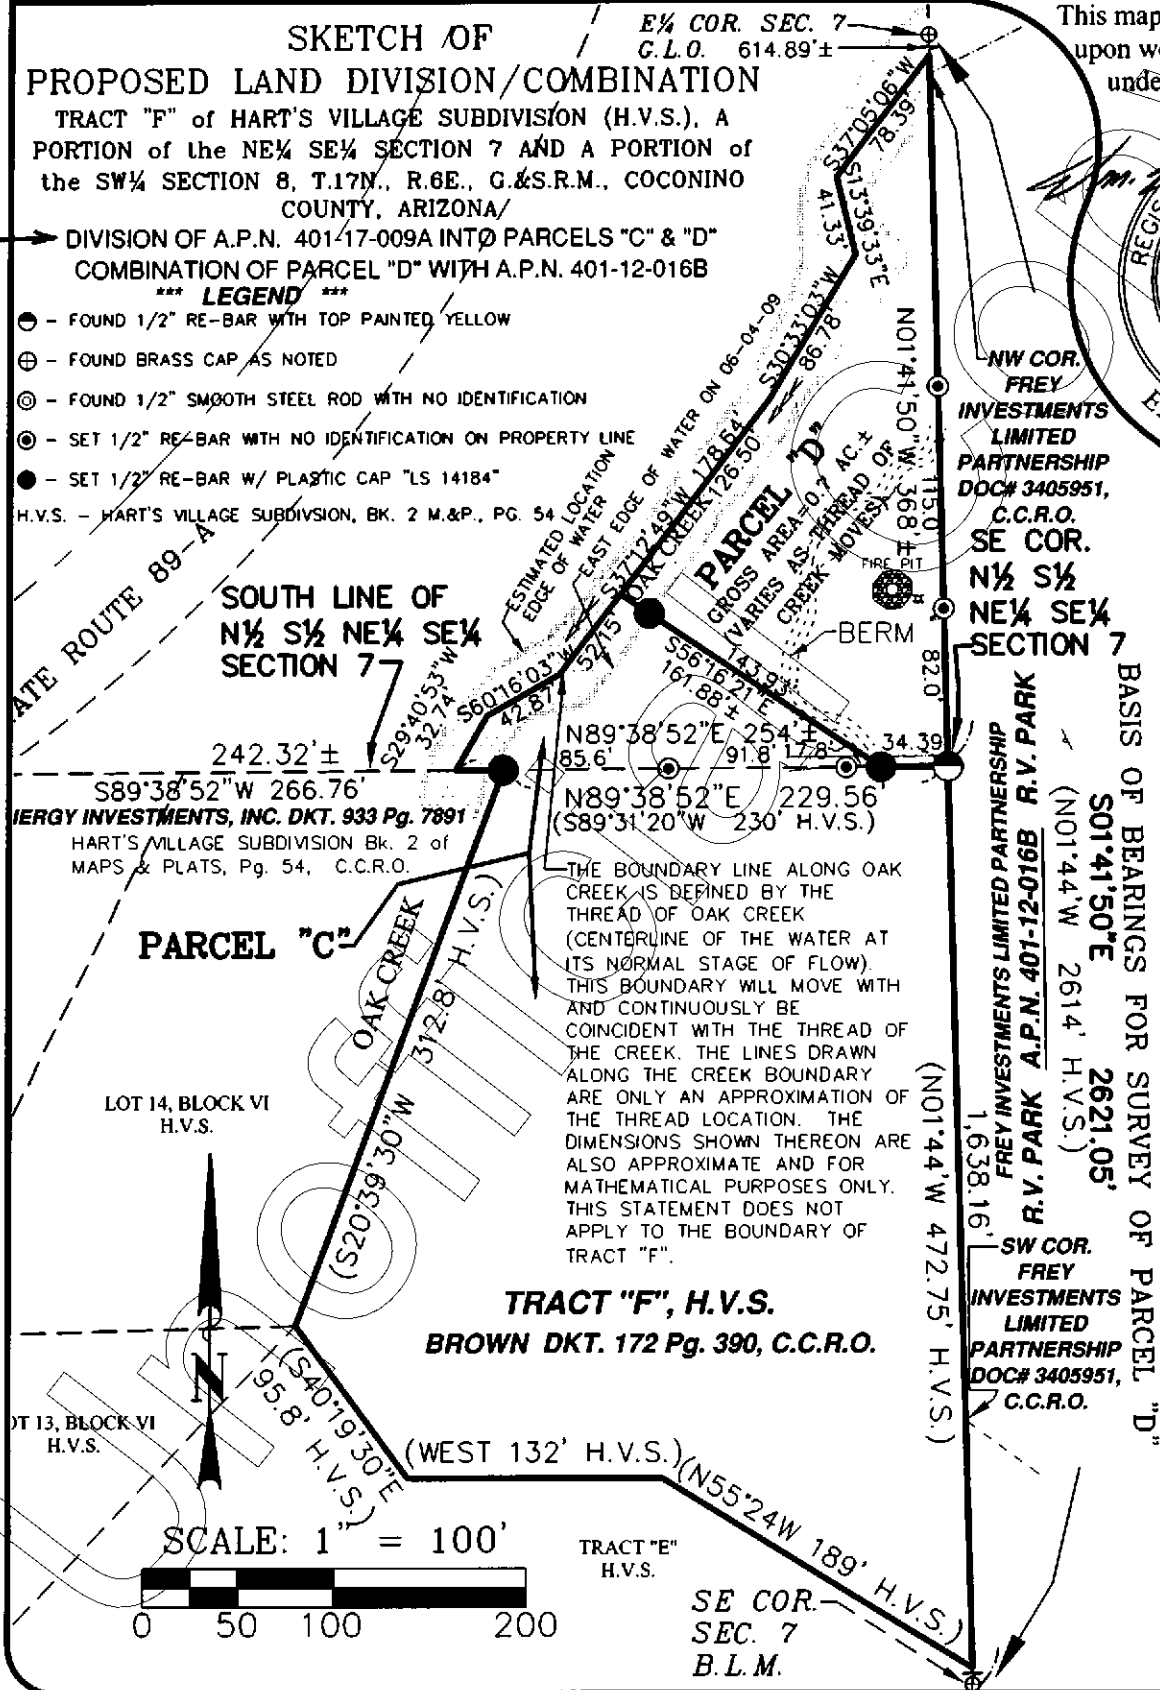 SKETCH OF
PROPOSED LAND DIVISION/COMBINATION
TRACT "F" of HART'S VILLAGE SUBDIVISION (H.V.S.), A
PORTION of the NE¼ SE¼ SECTION 7 AND A PORTION of
the SW¼ SECTION 8, T.17N., R.6E., G.&S.R.M., COCONINO
COUNTY, ARIZONA
DIVISION OF A.P.N. 401-17-009A INTO PARCELS "C" & "D"
COMBINATION OF PARCEL "D" WITH A.P.N. 401-12-016B
*** LEGEND ***
- FOUND 1/2" RE-BAR WITH TOP PAINTED YELLOW
- FOUND BRASS CAP AS NOTED
- FOUND 1/2" SMOOTH STEEL ROD WITH NO IDENTIFICATION
- SET 1/2" RE-BAR WITH NO IDENTIFICATION ON PROPERTY LINE
- SET 1/2" RE-BAR W/ PLASTIC CAP "LS 14184"
H.V.S. - HART'S VILLAGE SUBDIVSION, BK. 2 M.&P., PG. 54
E¼ COR. SEC. 7
G.L.O. 614.89'±
This map
upon
REGIS
S37°05'06"W
78.39'
S13°39'33"E
41.33'
S30°33'03"W
86.78'
N01°41'50"W 368'±
115.0'
82.0'
NW COR.
FREY
INVESTMENTS
LIMITED
PARTNERSHIP
DOC# 3405951,
C.C.R.O.
SE COR.
N½ S½
NE¼ SE¼
SECTION 7
ESTIMATED LOCATION
EDGE OF WATER
EAST EDGE OF WATER ON 06-04-09
S37°12'49"W 178.64'
52.15'
OAK CREEK
126.50'
PARCEL "D"
GROSS AREA=0.7 AC.±
(VARIES AS THREAD OF
CREEK MOVES)
FIRE PIT
BERM
S56°16'21"E
143.93'
161.88'±
ATE ROUTE 89-A
SOUTH LINE OF
N½ S½ NE¼ SE¼
SECTION 7
S29°40'53"W
32.74'
S60°16'03"W
42.87'
242.32'±
S89°38'52"W 266.76'
N89°38'52"E 254'±
85.6'
91.8'
17.8'
34.39
N89°38'52"E 229.56'
(S89°31'20"W 230' H.V.S.)
IERGY INVESTMENTS, INC. DKT. 933 Pg. 7891
HART'S VILLAGE SUBDIVISION Bk. 2 of
MAPS & PLATS, Pg. 54, C.C.R.O.
PARCEL "C"
OAK CREEK
(S20°39'30"W 312.8' H.V.S.)
THE BOUNDARY LINE ALONG OAK
CREEK IS DEFINED BY THE
THREAD OF OAK CREEK
(CENTERLINE OF THE WATER AT
ITS NORMAL STAGE OF FLOW).
THIS BOUNDARY WILL MOVE WITH
AND CONTINUOUSLY BE
COINCIDENT WITH THE THREAD OF
THE CREEK. THE LINES DRAWN
ALONG THE CREEK BOUNDARY
ARE ONLY AN APPROXIMATION OF
THE THREAD LOCATION. THE
DIMENSIONS SHOWN THEREON ARE
ALSO APPROXIMATE AND FOR
MATHEMATICAL PURPOSES ONLY.
THIS STATEMENT DOES NOT
APPLY TO THE BOUNDARY OF
TRACT "F".
BASIS OF BEARINGS FOR SURVEY OF PARCEL "D"
S01°41'50"E 2621.05'
(N01°44'W 2614' H.V.S.)
R.V. PARK A.P.N. 401-12-016B R.V. PARK
FREY INVESTMENTS LIMITED PARTNERSHIP
1,638.16'
(N01°44'W 472.75' H.V.S.)
SW COR.
FREY
INVESTMENTS
LIMITED
PARTNERSHIP
DOC# 3405951,
C.C.R.O.
LOT 14, BLOCK VI
H.V.S.
N
OT 13, BLOCK VI
H.V.S.
TRACT "F", H.V.S.
BROWN DKT. 172 Pg. 390, C.C.R.O.
(S40°19'30"E
195.8' H.V.S.)
(WEST 132' H.V.S.)
(N55°24W 189' H.V.S.)
SCALE: 1" = 100'
0 50 100 200
TRACT "E"
H.V.S.
SE COR.
SEC. 7
B.L.M.
Unofficial